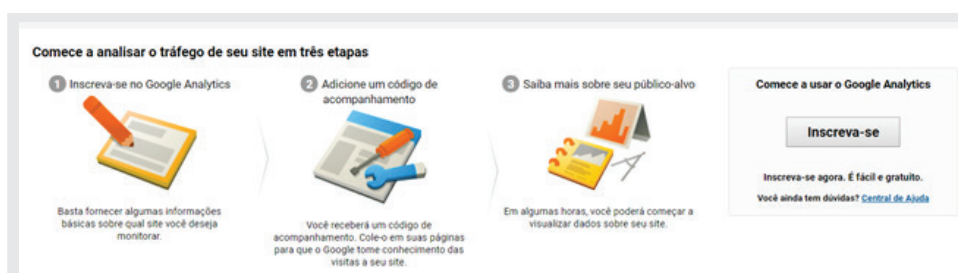 Comece a analisar o tráfego de seu site em três etapas
1 Inscreva-se no Google Analytics
Basta fornecer algumas informações
básicas sobre qual site você deseja
monitorar.
2 Adicione um código de
acompanhamento
Você receberá um código de
acompanhamento. Cole-o em suas páginas
para que o Google tome conhecimento das
visitas a seu site.
3 Saiba mais sobre seu público-alvo
Em algumas horas, você poderá começar a
visualizar dados sobre seu site.
Comece a usar o Google Analytics
Inscreva-se
Inscreva-se agora. É fácil e gratuito.
Você ainda tem dúvidas? Central de Ajuda